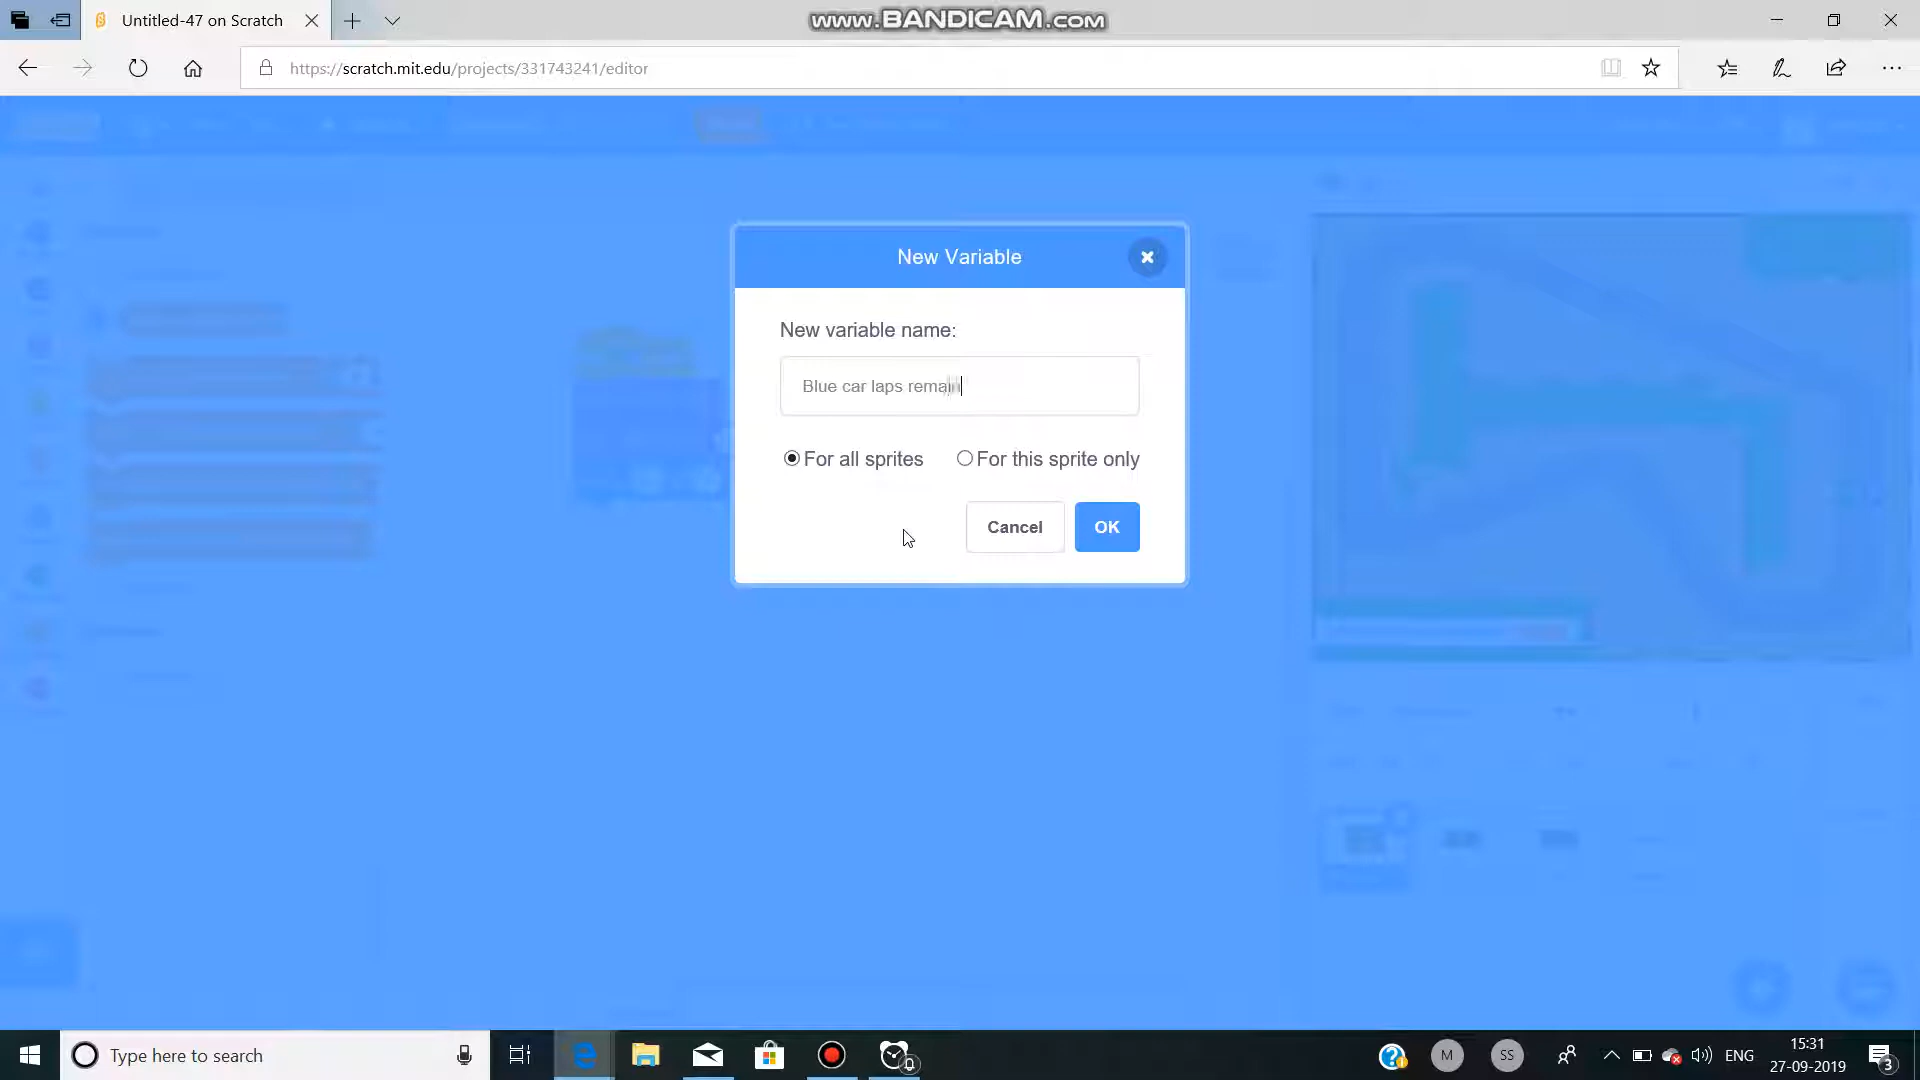 Untitled-47 on Scratch
www.BANDICAM.com
https://scratch.mit.edu/projects/331743241/editor
New Variable
New variable name:
Blue car laps remain
For all sprites
For this sprite only
Cancel
OK
Type here to search
M
SS
ENG
15:31
27-09-2019
3